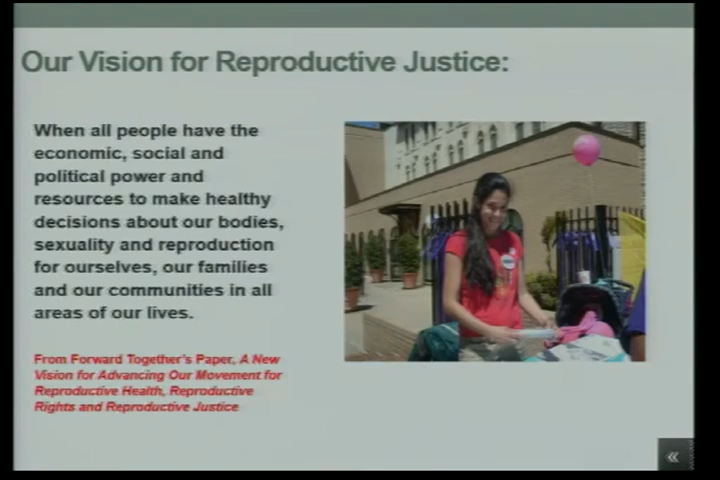 Our Vision for Reproductive Justice:
When all people have the
economic, social and
political power and
resources to make healthy
decisions about our bodies,
sexuality and reproduction
for ourselves, our families
and our communities in all
areas of our lives.
From Forward Together's Paper, A New
Vision for Advancing Our Movement for
Reproductive Health, Reproductive
Rights and Reproductive Justice